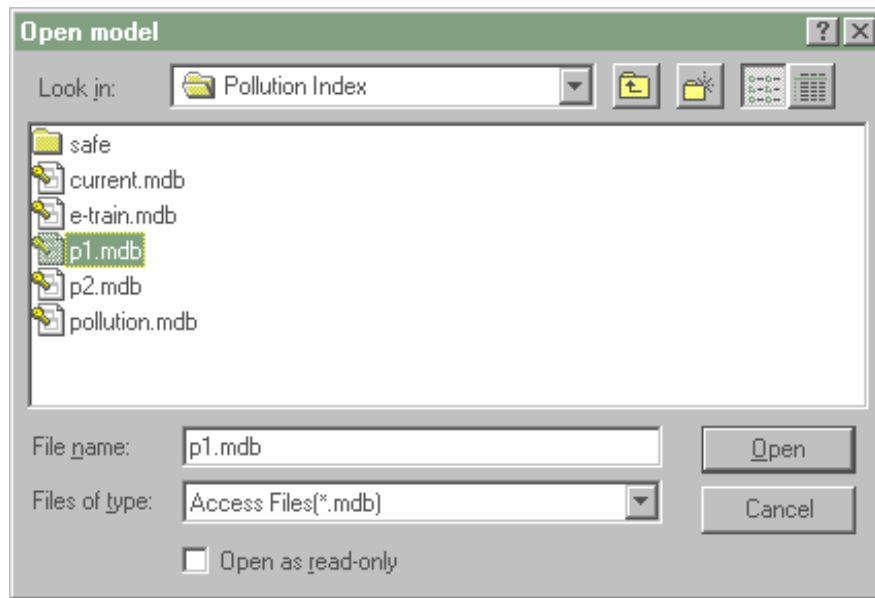 Open model
Look in: Pollution Index
safe
current.mdb
e-train.mdb
p1.mdb
p2.mdb
pollution.mdb
File name: p1.mdb Open
Files of type: Access Files(*.mdb) Cancel
Open as read-only